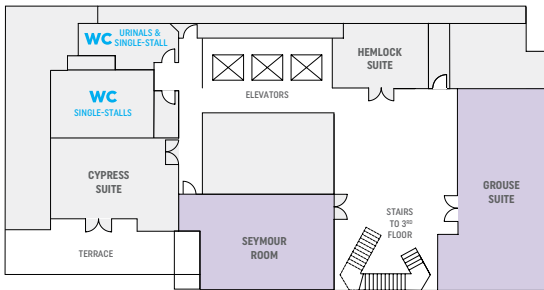 WC URINALS &
SINGLE-STALL
HEMLOCK
SUITE
ELEVATORS
WC
SINGLE-STALLS
CYPRESS
SUITE
GROUSE
SUITE
STAIRS
TO 3RD
FLOOR
SEYMOUR
ROOM
TERRACE